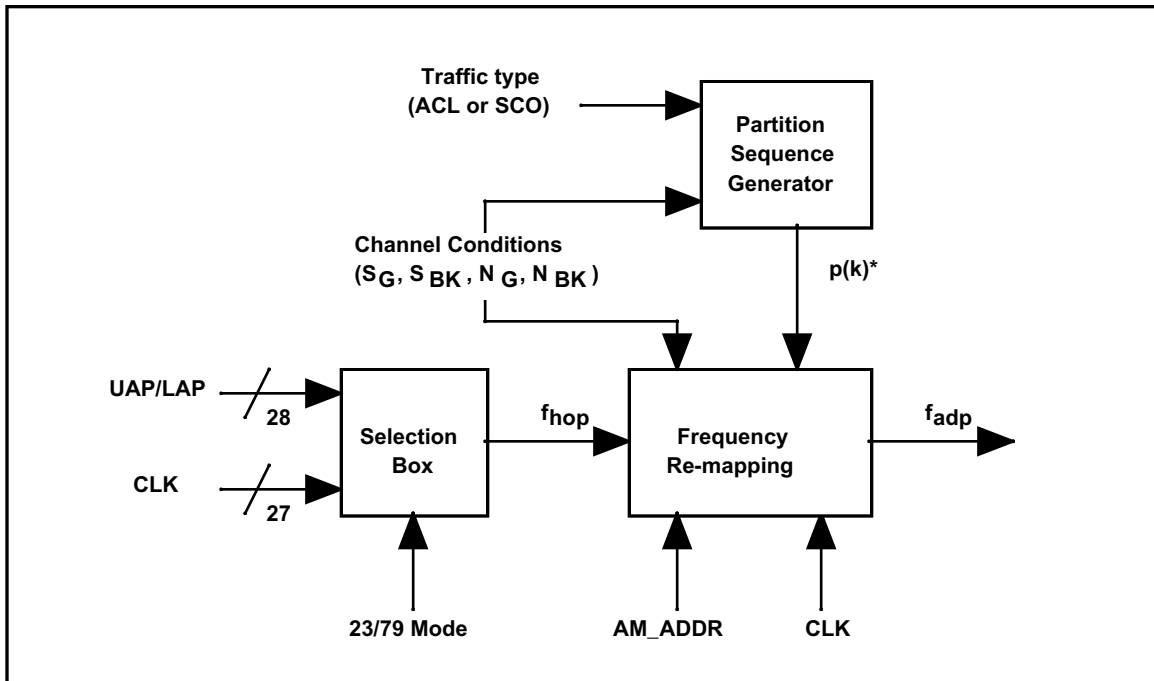 Traffic type
(ACL or SCO)
Partition
Sequence
Generator
Channel Conditions
(SG, SBK, NG, NBK)
p(k)*
UAP/LAP
28
Selection
Box
fhop
Frequency
Re-mapping
fadp
CLK
27
23/79 Mode
AM_ADDR
CLK